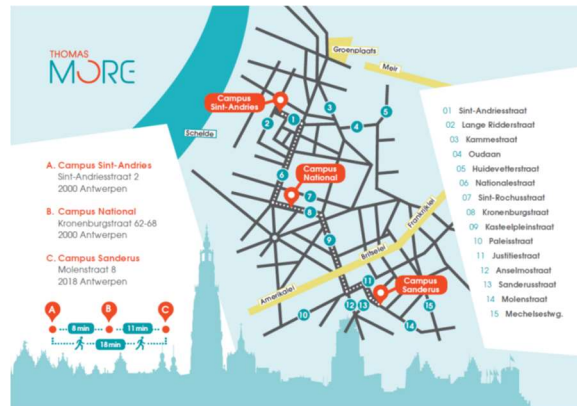 THOMAS
MORE
Groenplaats
Meir
Campus
Sint-Andries
1
2
3
4
5
Schelde
Campus
National
6
7
8
9
Frankrijklei
Britselei
Amerikalei
Campus
Sanderus
10
11
12
13
14
15
A. Campus Sint-Andries
Sint-Andriesstraat 2
2000 Antwerpen
B. Campus National
Kronenburgstraat 62-68
2000 Antwerpen
C. Campus Sanderus
Molenstraat 8
2018 Antwerpen
A B C
8 min 11 min
18 min
01 Sint-Andriesstraat
02 Lange Ridderstraat
03 Kammestraat
04 Oudaan
05 Huidevetterstraat
06 Nationalestraat
07 Sint-Rochusstraat
08 Kronenburgstraat
09 Kasteelpleinstraat
10 Paleisstraat
11 Justitiestraat
12 Anselmostraat
13 Sanderusstraat
14 Molenstraat
15 Mechelsestwg.